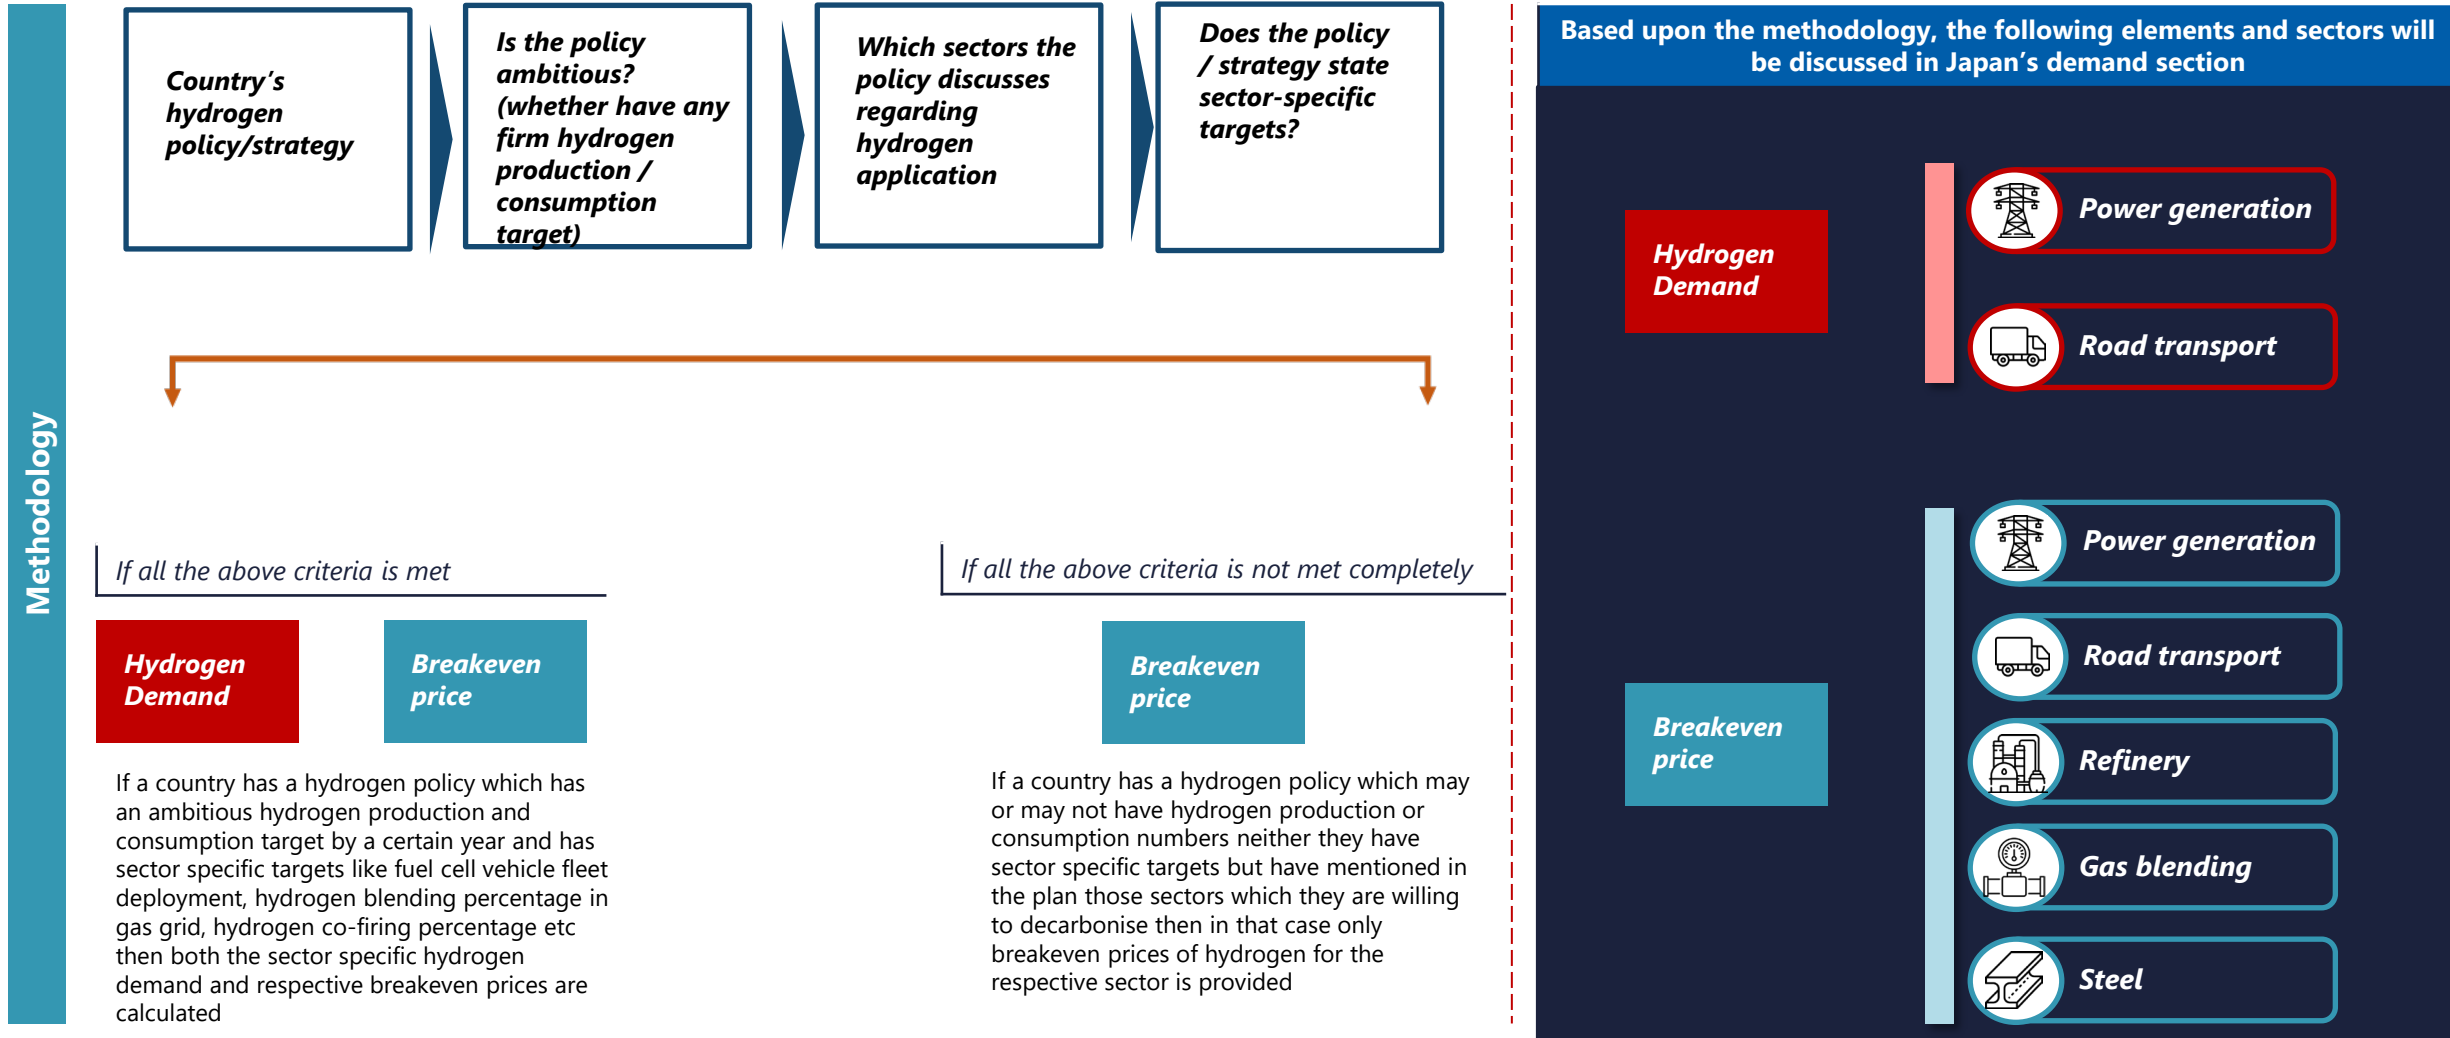 Methodology
Country’s
hydrogen
policy/strategy
Is the policy
ambitious?
(whether have any
firm hydrogen
production /
consumption
target)
Which sectors the
policy discusses
regarding
hydrogen
application
Does the policy
/ strategy state
sector-specific
targets?
If all the above criteria is met
Hydrogen
Demand
Breakeven
price
If a country has a hydrogen policy which has
an ambitious hydrogen production and
consumption target by a certain year and has
sector specific targets like fuel cell vehicle fleet
deployment, hydrogen blending percentage in
gas grid, hydrogen co-firing percentage etc
then both the sector specific hydrogen
demand and respective breakeven prices are
calculated
If all the above criteria is not met completely
Breakeven
price
If a country has a hydrogen policy which may
or may not have hydrogen production or
consumption numbers neither they have
sector specific targets but have mentioned in
the plan those sectors which they are willing
to decarbonise then in that case only
breakeven prices of hydrogen for the
respective sector is provided
Based upon the methodology, the following elements and sectors will
be discussed in Japan’s demand section
Hydrogen
Demand
Power generation
Road transport
Breakeven
price
Power generation
Road transport
Refinery
Gas blending
Steel